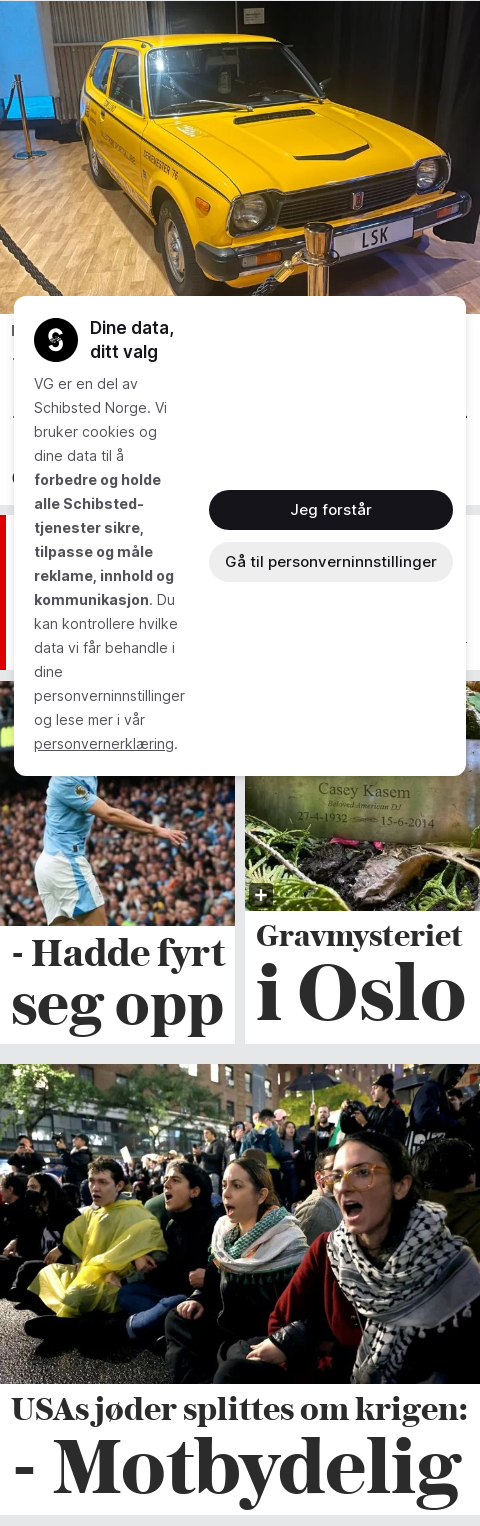 SERIEMESTER '76
LSK
Dine data,
ditt valg
VG er en del av
Schibsted Norge. Vi
bruker cookies og
dine data til å
forbedre og holde
alle Schibsted-
tjenester sikre,
tilpasse og måle
reklame, innhold og
kommunikasjon. Du
kan kontrollere hvilke
data vi får behandle i
dine
personverninnstillinger
og lese mer i vår
personvernerklæring.
Jeg forstår
Gå til personverninnstillinger
Casey Kasem
Beloved American DJ
27-4-1932
15-6-2014
- Hadde fyrt
seg opp
Gravmysteriet
i Oslo
USAs jøder splittes om krigen:
- Motbydelig